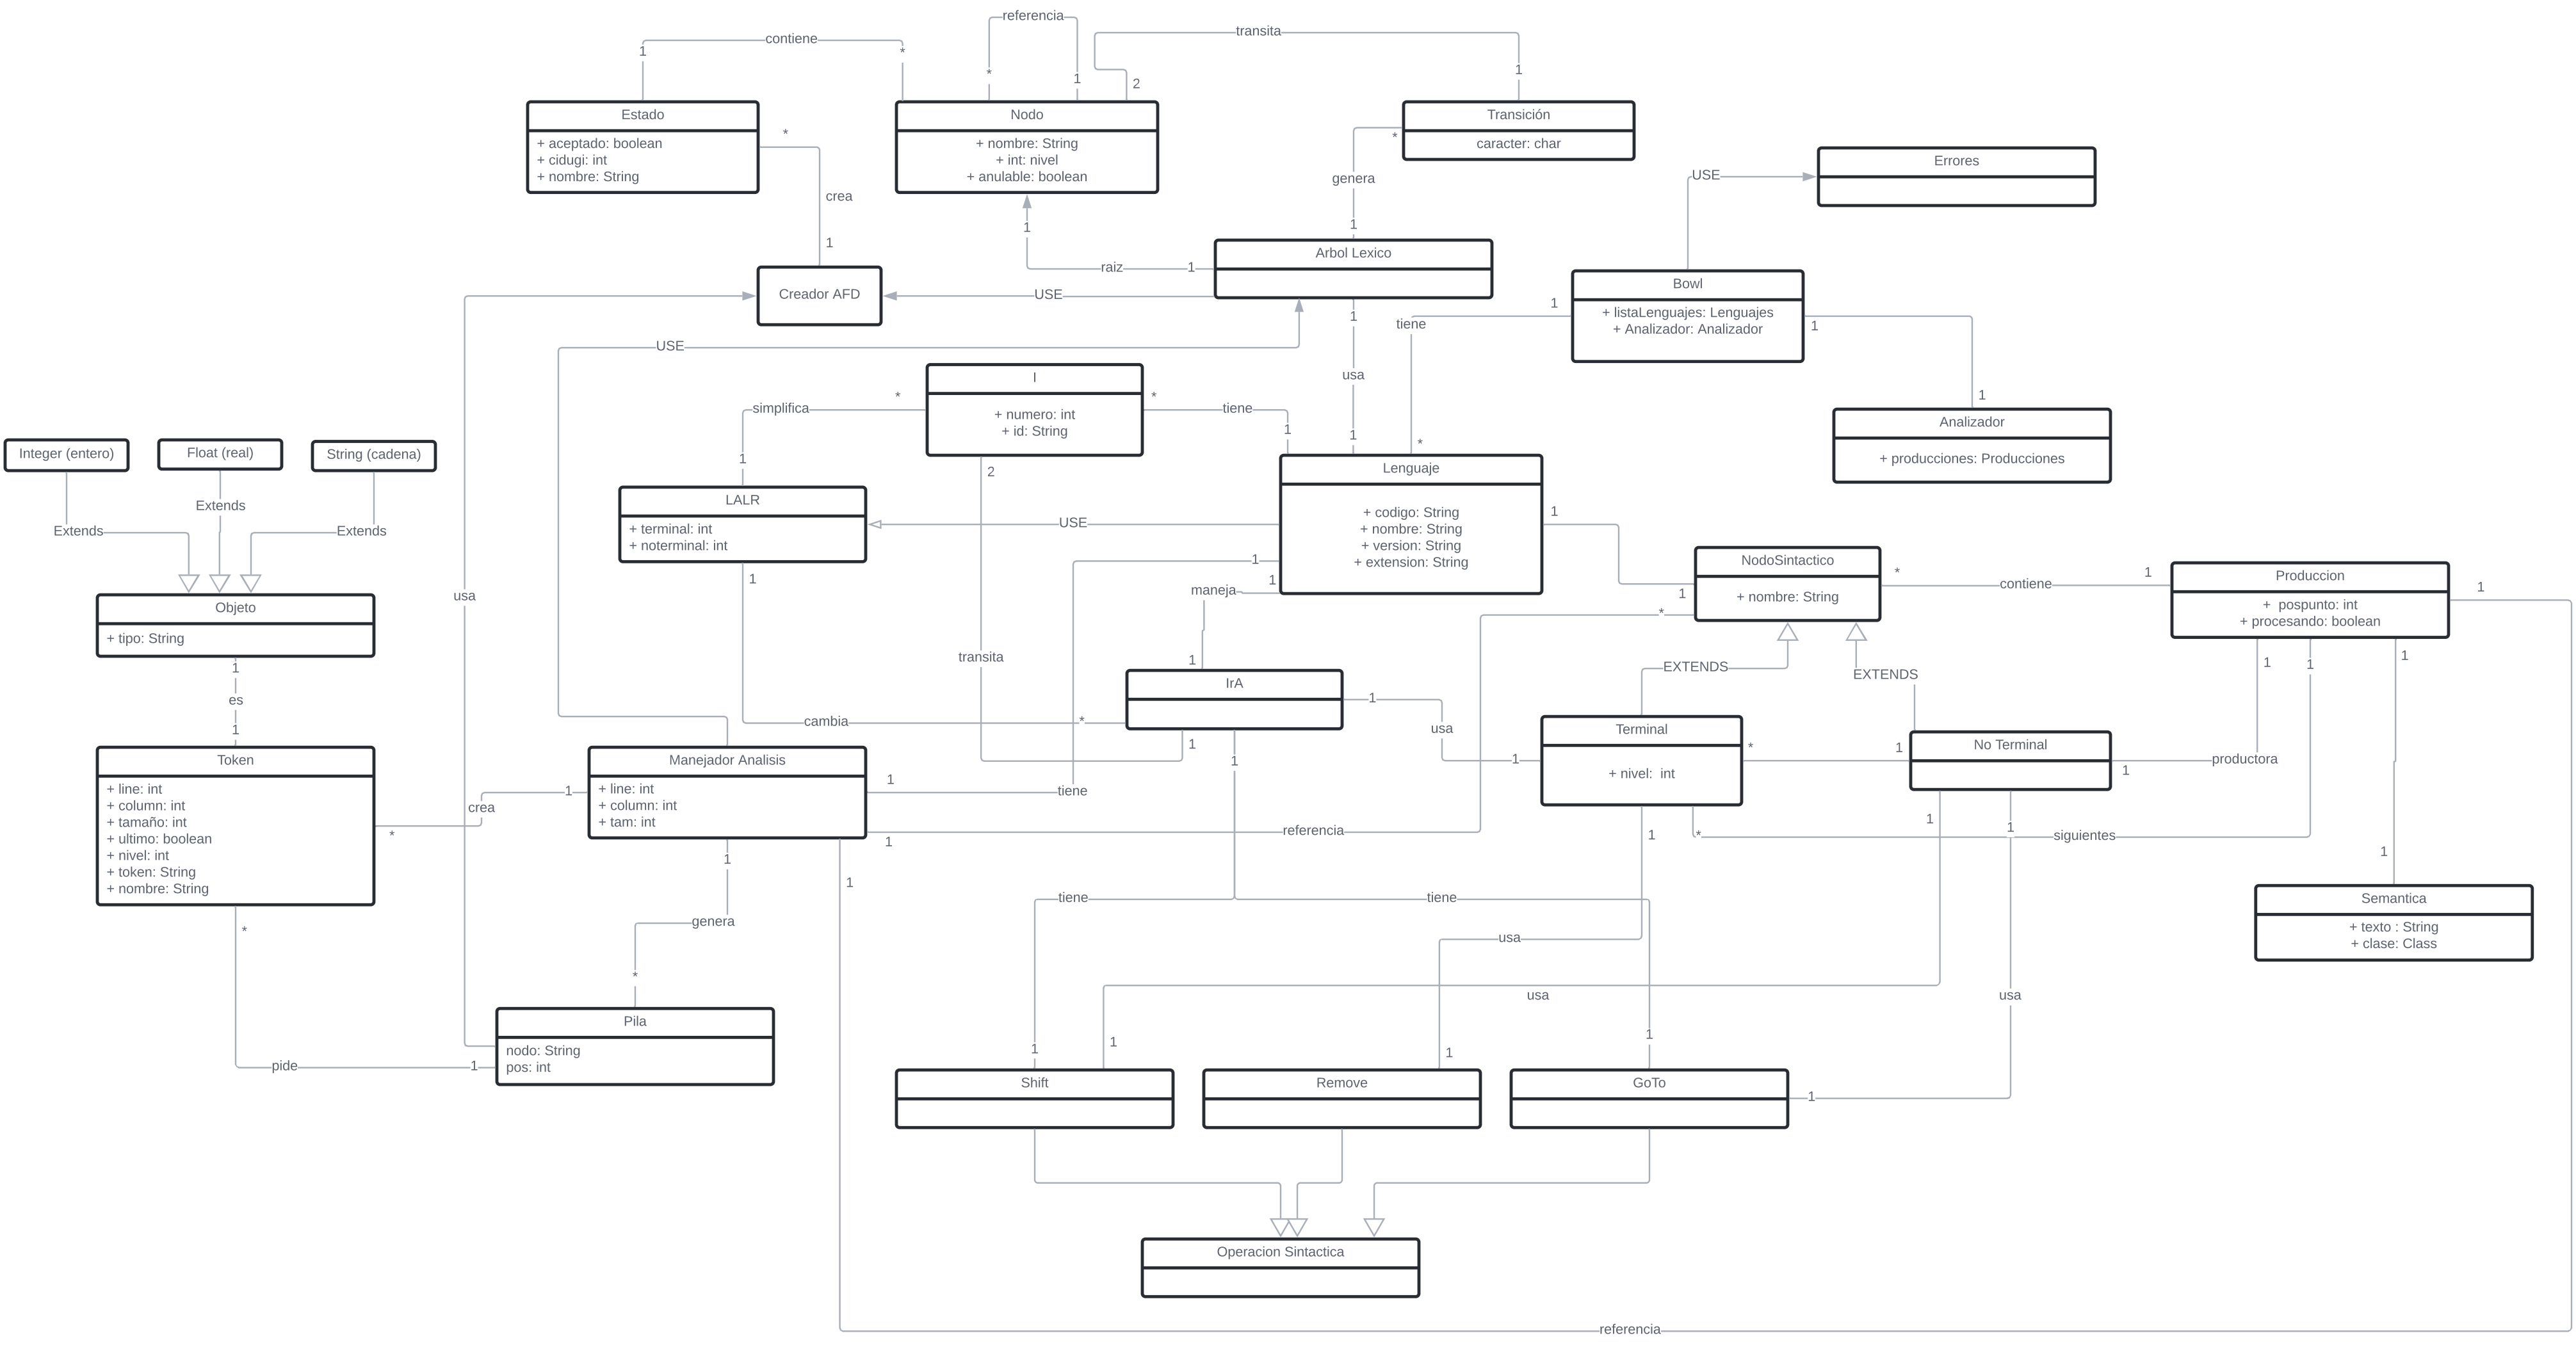 referencia
contiene
transita
1
*
*
1
2
1
Estado
+ aceptado: boolean
+ cidugi: int
+ nombre: String
Nodo
+ nombre: String
+ int: nivel
+ anulable: boolean
Transición
caracter: char
*
crea
1
*
genera
1
1
raiz
1
Errores
USE
Arbol Lexico
Creador AFD
USE
Bowl
+ listaLenguajes: Lenguajes
+ Analizador: Analizador
1
1
1
tiene
1
usa
1
*
USE
I
+ numero: int
+ id: String
simplifica
*
1
*
tiene
1
Analizador
+ producciones: Producciones
Integer (entero)
Float (real)
String (cadena)
Extends
Extends
Extends
LALR
+ terminal: int
+ noterminal: int
2
USE
Lenguaje
+ codigo: String
+ nombre: String
+ version: String
+ extension: String
1
1
1
maneja
1
1
NodoSintactico
+ nombre: String
*
contiene
1
Produccion
+ pospunto: int
+ procesando: boolean
1
1
*
usa
Objeto
+ tipo: String
1
es
1
transita
1
IrA
EXTENDS
EXTENDS
1
1
1
cambia
*
1
1
usa
1
Terminal
+ nivel: int
*
1
No Terminal
1
productora
Token
+ line: int
+ column: int
+ tamaño: int
+ ultimo: boolean
+ nivel: int
+ token: String
+ nombre: String
Manejador Analisis
+ line: int
+ column: int
+ tam: int
*
crea
1
1
tiene
1
1
referencia
1
*
1
1
siguientes
1
1
genera
*
1
tiene
tiene
usa
Semantica
+ texto : String
+ clase: Class
*
usa
usa
Pila
nodo: String
pos: int
pide
1
1
1
1
1
1
Shift
Remove
GoTo
Operacion Sintactica
referencia